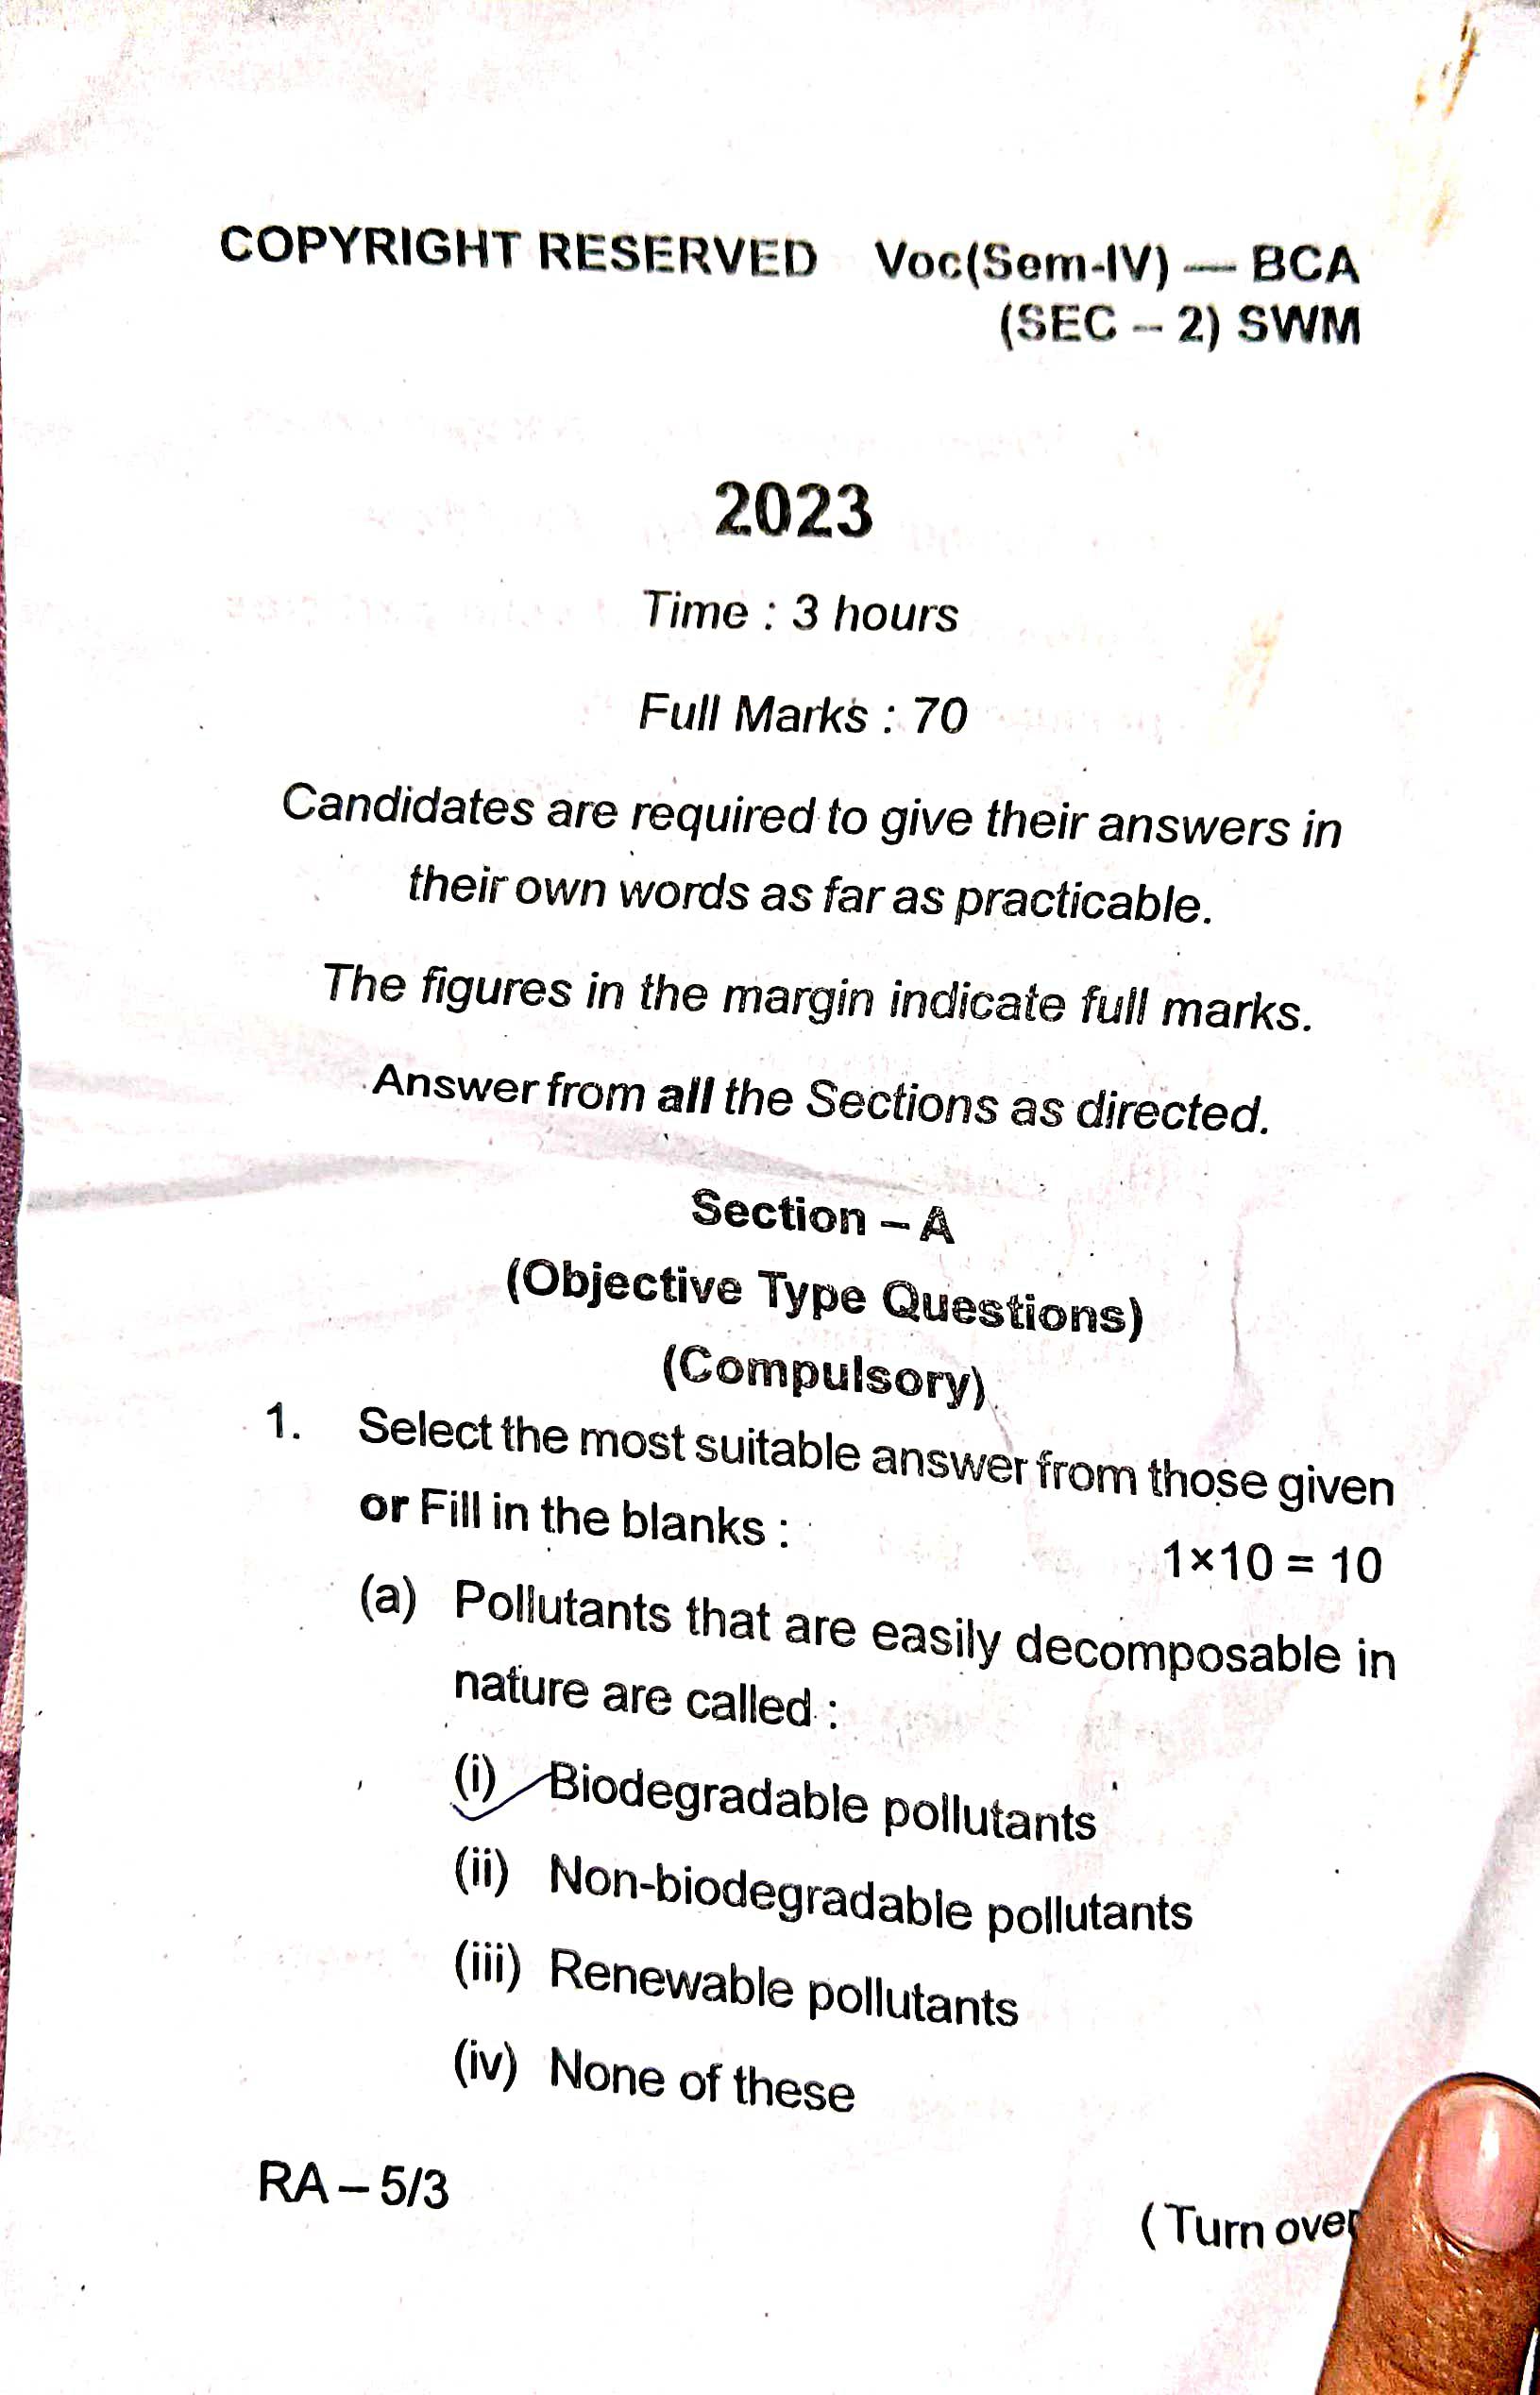 COPYRIGHT RESERVED Voc(Sem-IV) — BCA
(SEC – 2) SWM
2023
Time : 3 hours
Full Marks : 70
Candidates are required to give their answers in
their own words as far as practicable.
The figures in the margin indicate full marks.
Answer from all the Sections as directed.
Section – A
(Objective Type Questions)
(Compulsory)
1. Select the most suitable answer from those given
or Fill in the blanks :
1×10 = 10
(a) Pollutants that are easily decomposable in
nature are called :
(i) Biodegradable pollutants
(ii) Non-biodegradable pollutants
(iii) Renewable pollutants
(iv) None of these
RA – 5/3
( Turn over